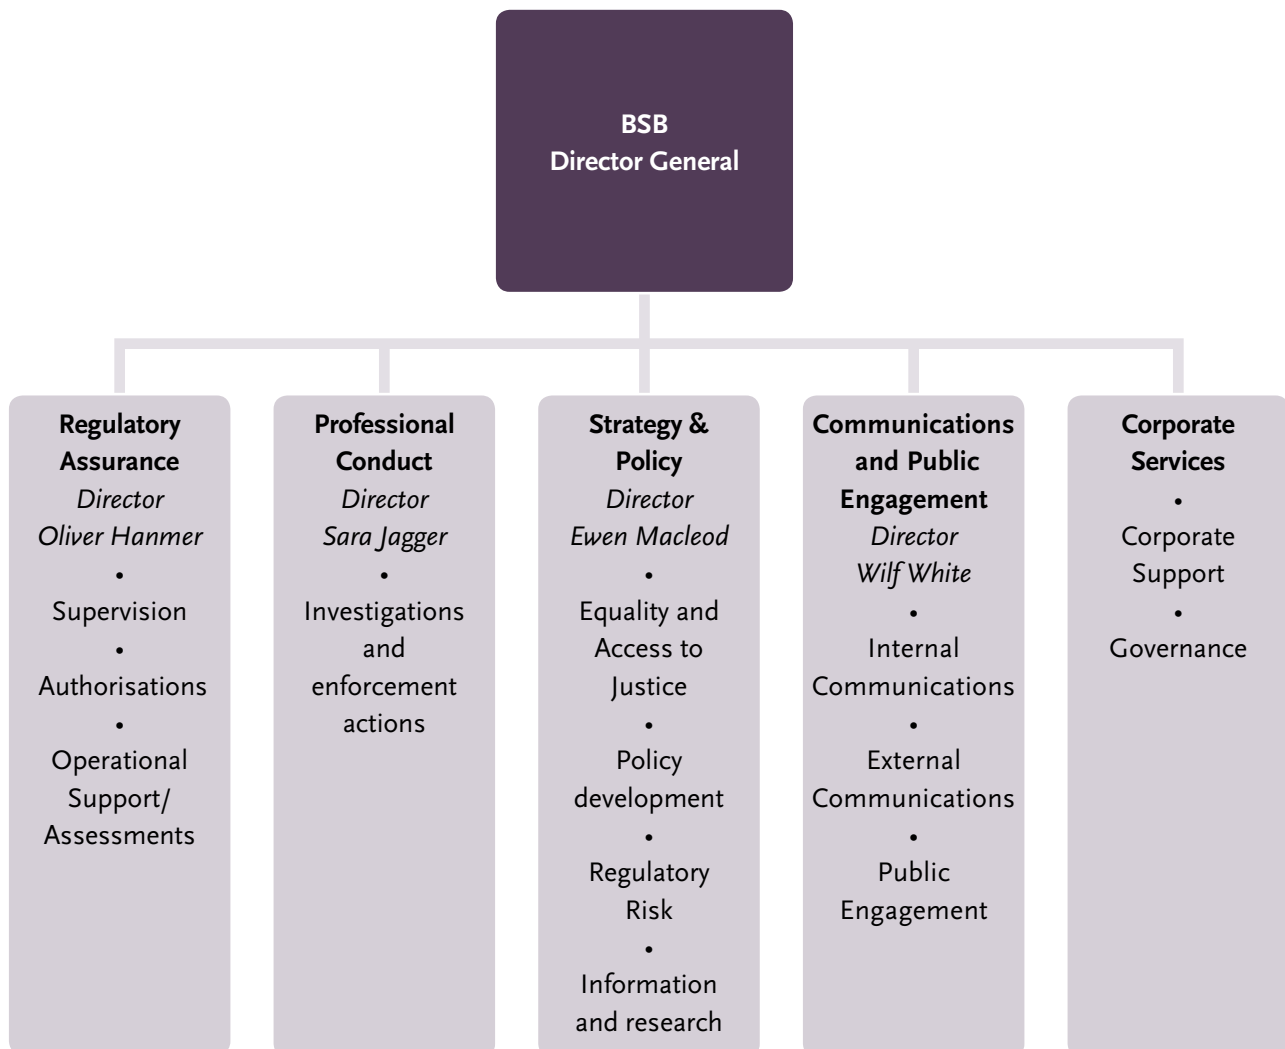 BSB
Director General
Regulatory
Assurance
Director
Oliver Hanmer
•
Supervision
•
Authorisations
•
Operational
Support/
Assessments
Professional
Conduct
Director
Sara Jagger
•
Investigations
and
enforcement
actions
Strategy &
Policy
Director
Ewen Macleod
•
Equality and
Access to
Justice
•
Policy
development
•
Regulatory
Risk
•
Information
and research
Communications
and Public
Engagement
Director
Wilf White
•
Internal
Communications
•
External
Communications
•
Public
Engagement
Corporate
Services
•
Corporate
Support
•
Governance